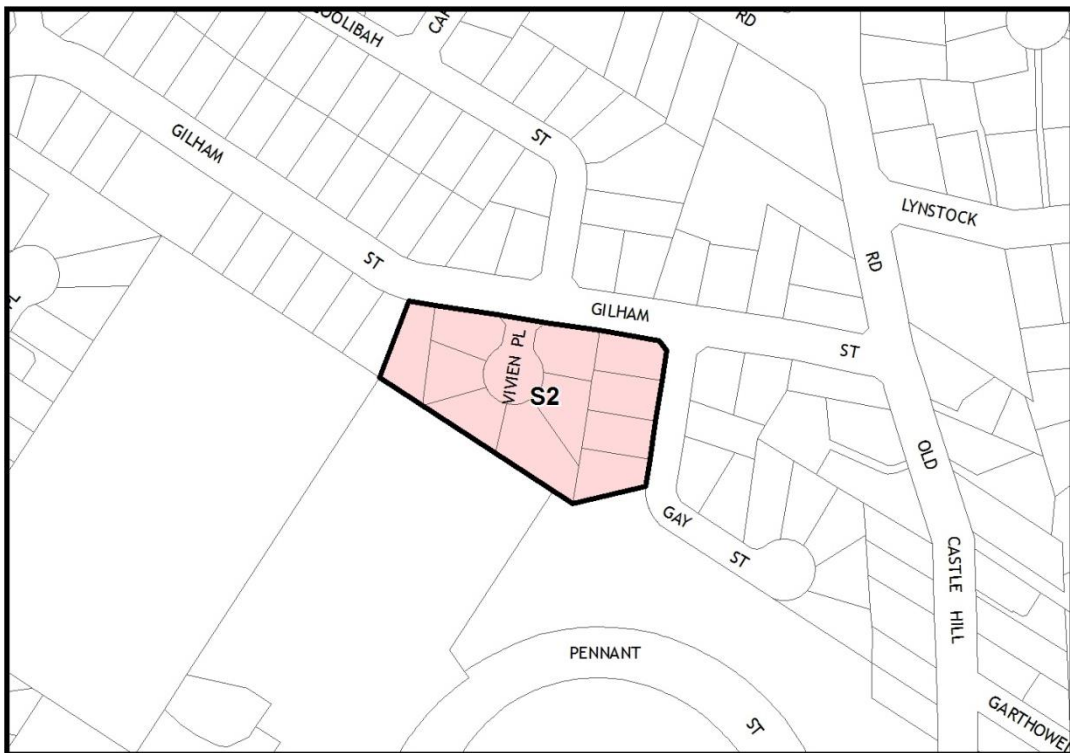 RD
ST
GILHAM
ST
LYNSTOCK
RD
GILHAM
ST
VIVIEN PL
S2
OLD
GAY
ST
CASTLE HILL
PENNANT
ST